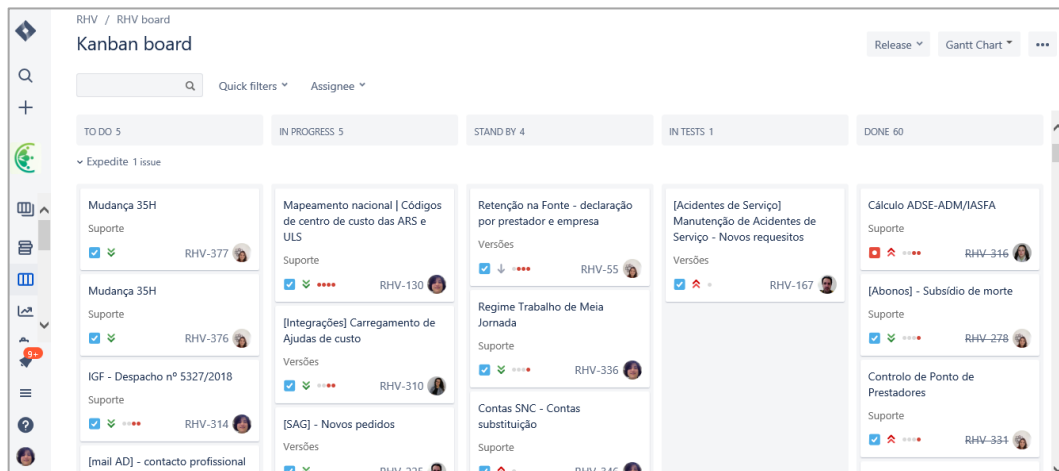 RHV / RHV board
Kanban board
Release
Gantt Chart
Quick filters
Assignee
TO DO 5
IN PROGRESS 5
STAND BY 4
IN TESTS 1
DONE 60
Expedite 1 issue
Mudança 35H
Suporte
RHV-377
Mudança 35H
Suporte
RHV-376
IGF - Despacho nº 5327/2018
Suporte
RHV-314
[mail AD] - contacto profissional
Mapeamento nacional | Códigos
de centro de custo das ARS e
ULS
Suporte
RHV-130
[Integrações] Carregamento de
Ajudas de custo
Versões
RHV-310
[SAG] - Novos pedidos
Versões
Retenção na Fonte - declaração
por prestador e empresa
Versões
RHV-55
Regime Trabalho de Meia
Jornada
Suporte
RHV-336
Contas SNC - Contas
substituição
Suporte
[Acidentes de Serviço]
Manutenção de Acidentes de
Serviço - Novos requesitos
Versões
RHV-167
Cálculo ADSE-ADM/IASFA
Suporte
RHV-316
[Abonos] - Subsídio de morte
Suporte
RHV-278
Controlo de Ponto de
Prestadores
Suporte
RHV-331
9+